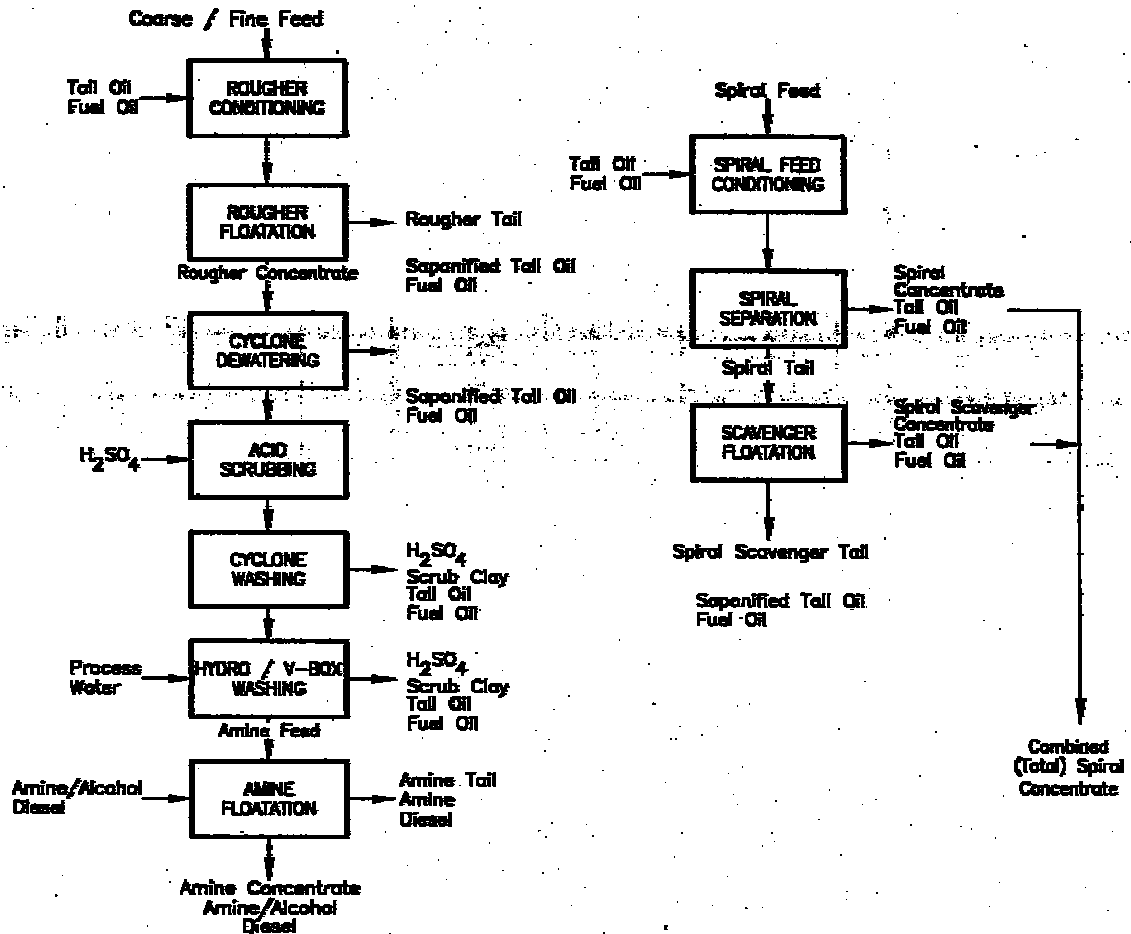 Coarse / Fine Feed
Tall Oil
Fuel Oil
ROUGHER
CONDITIONING
ROUGHER
FLOATATION
Rougher Tail
Rougher Concentrate
Sapanified Tall Oil
Fuel Oil
CYCLONE
DEWATERING
Sapanified Tall Oil
Fuel Oil
H2SO4
ACID
SCRUBBING
CYCLONE
WASHING
H2SO4
Scrub Clay
Tall Oil
Fuel Oil
Process
Water
HYDRO / V-BOX
WASHING
H2SO4
Scrub Clay
Tall Oil
Fuel Oil
Amine Feed
Amine/Alcohol
Diesel
AMINE
FLOATATION
Amine Tail
Amine
Diesel
Amine Concentrate
Amine/Alcohol
Diesel
Spiral Feed
Tall Oil
Fuel Oil
SPIRAL FEED
CONDITIONING
SPIRAL
SEPARATION
Spiral
Concentrate
Tall Oil
Fuel Oil
Spiral Tail
SCAVENGER
FLOATATION
Spiral Scavenger
Concentrate
Tall Oil
Fuel Oil
Spiral Scavenger Tail
Sapanified Tall Oil
Fuel Oil
Combined
(Total) Spiral
Concentrate